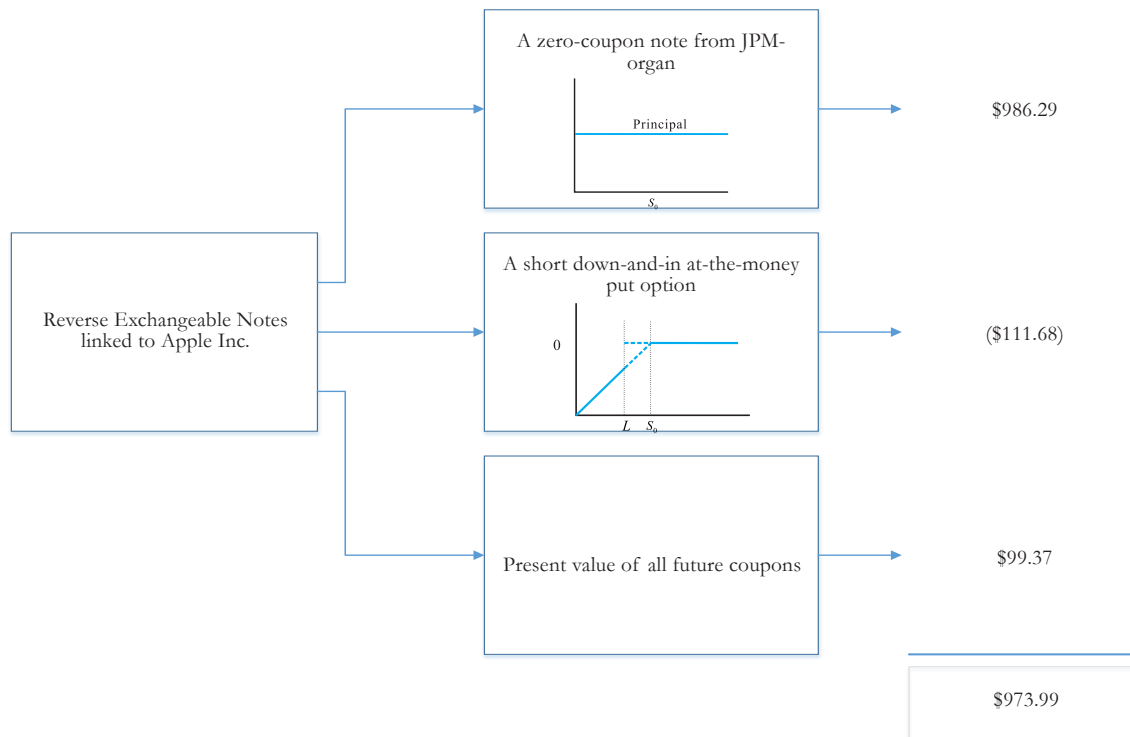 A zero-coupon note from JPM-
organ
Principal
S₀
$986.29
Reverse Exchangeable Notes
linked to Apple Inc.
A short down-and-in at-the-money
put option
0
L S₀
($111.68)
Present value of all future coupons
$99.37
$973.99